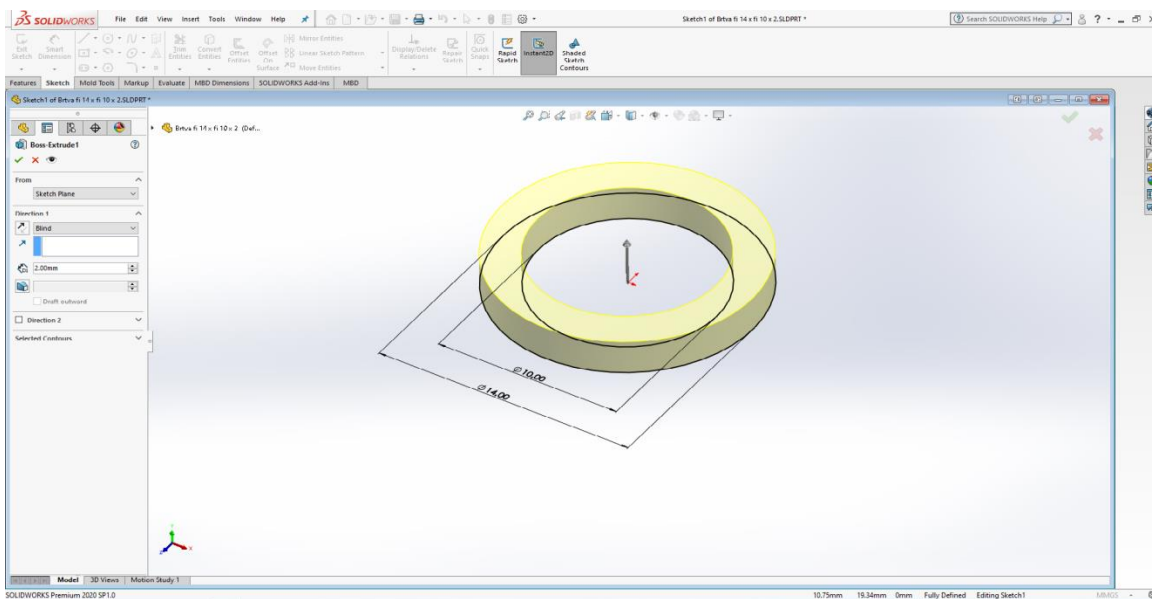 SOLIDWORKS File Edit View Insert Tools Window Help Sketch1 of Brtva fi 14 x fi 10 x 2.SLDPRT * Search SOLIDWORKS Help
Exit Sketch
Smart Dimension
Trim Entities
Convert Entities
Offset Entities
Offset On Surface
Mirror Entities
Linear Sketch Pattern
Move Entities
Display/Delete Relations
Repair Sketch
Quick Snaps
Rapid Sketch
Instant2D
Shaded Sketch Contours
Features Sketch Mold Tools Markup Evaluate MBD Dimensions SOLIDWORKS Add-Ins MBD
Sketch1 of Brtva fi 14 x fi 10 x 2.SLDPRT *
Brtva fi 14 x fi 10 x 2 (Def...
Boss-Extrude1
From
Sketch Plane
Direction 1
Blind
2.00mm
Draft outward
Direction 2
Selected Contours
Ø10,00
Ø14,00
Model 3D Views Motion Study 1
SOLIDWORKS Premium 2020 SP1.0 10.75mm 19.34mm 0mm Fully Defined Editing Sketch1 MMGS